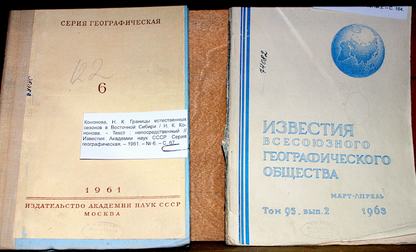 СЕРИЯ ГЕОГРАФИЧЕСКАЯ
6
Кононова, Н. К. Границы естественных
сезонов в Восточной Сибири / Н. К. Ко-
нонова. - Текст : непосредственный //
Известия Академии наук СССР. Серия
географическая. - 1961. - № 6. - С. 87
1961
ИЗДАТЕЛЬСТВО АКАДЕМИИ НАУК СССР
МОСКВА
ИЗВЕСТИЯ
ВСЕСОЮЗНОГО
ГЕОГРАФИЧЕСКОГО
ОБЩЕСТВА
МАРТ-АПРЕЛЬ
Том 95, вып. 2 1963